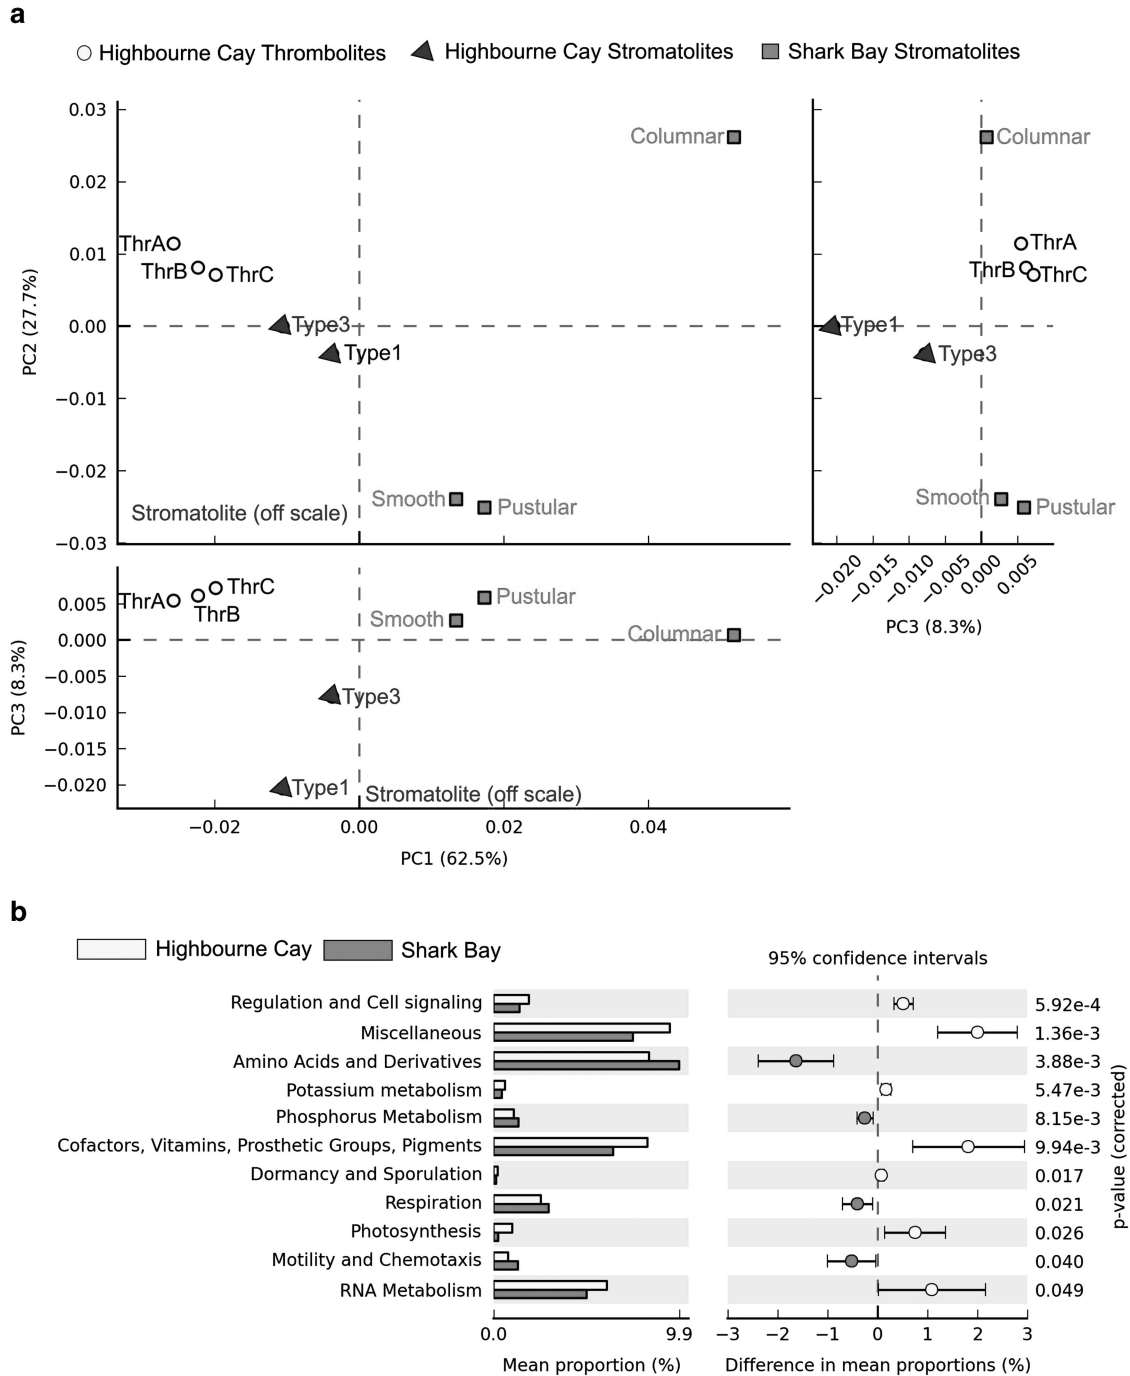 a
Highbourne Cay Thrombolites Highbourne Cay Stromatolites Shark Bay Stromatolites
PC2 (27.7%)
0.03
0.02
0.01
0.00
−0.01
−0.02
−0.03
Columnar
ThrA
ThrB
ThrC
Type3
Type1
Smooth
Pustular
Stromatolite (off scale)
Columnar
ThrA
ThrB
ThrC
Type1
Type3
Smooth
Pustular
−0.020 −0.015 −0.010 −0.005 0.000 0.005
PC3 (8.3%)
PC3 (8.3%)
0.005
0.000
−0.005
−0.010
−0.015
−0.020
ThrA
ThrC
ThrB
Pustular
Smooth
Columnar
Type3
Type1
Stromatolite (off scale)
−0.02 0.00 0.02 0.04
PC1 (62.5%)
b
Highbourne Cay Shark Bay
95% confidence intervals
Regulation and Cell signaling 5.92e-4
Miscellaneous 1.36e-3
Amino Acids and Derivatives 3.88e-3
Potassium metabolism 5.47e-3
Phosphorus Metabolism 8.15e-3
Cofactors, Vitamins, Prosthetic Groups, Pigments 9.94e-3
Dormancy and Sporulation 0.017
Respiration 0.021
Photosynthesis 0.026
Motility and Chemotaxis 0.040
RNA Metabolism 0.049
p-value (corrected)
0.0 9.9 −3 −2 −1 0 1 2 3
Mean proportion (%) Difference in mean proportions (%)